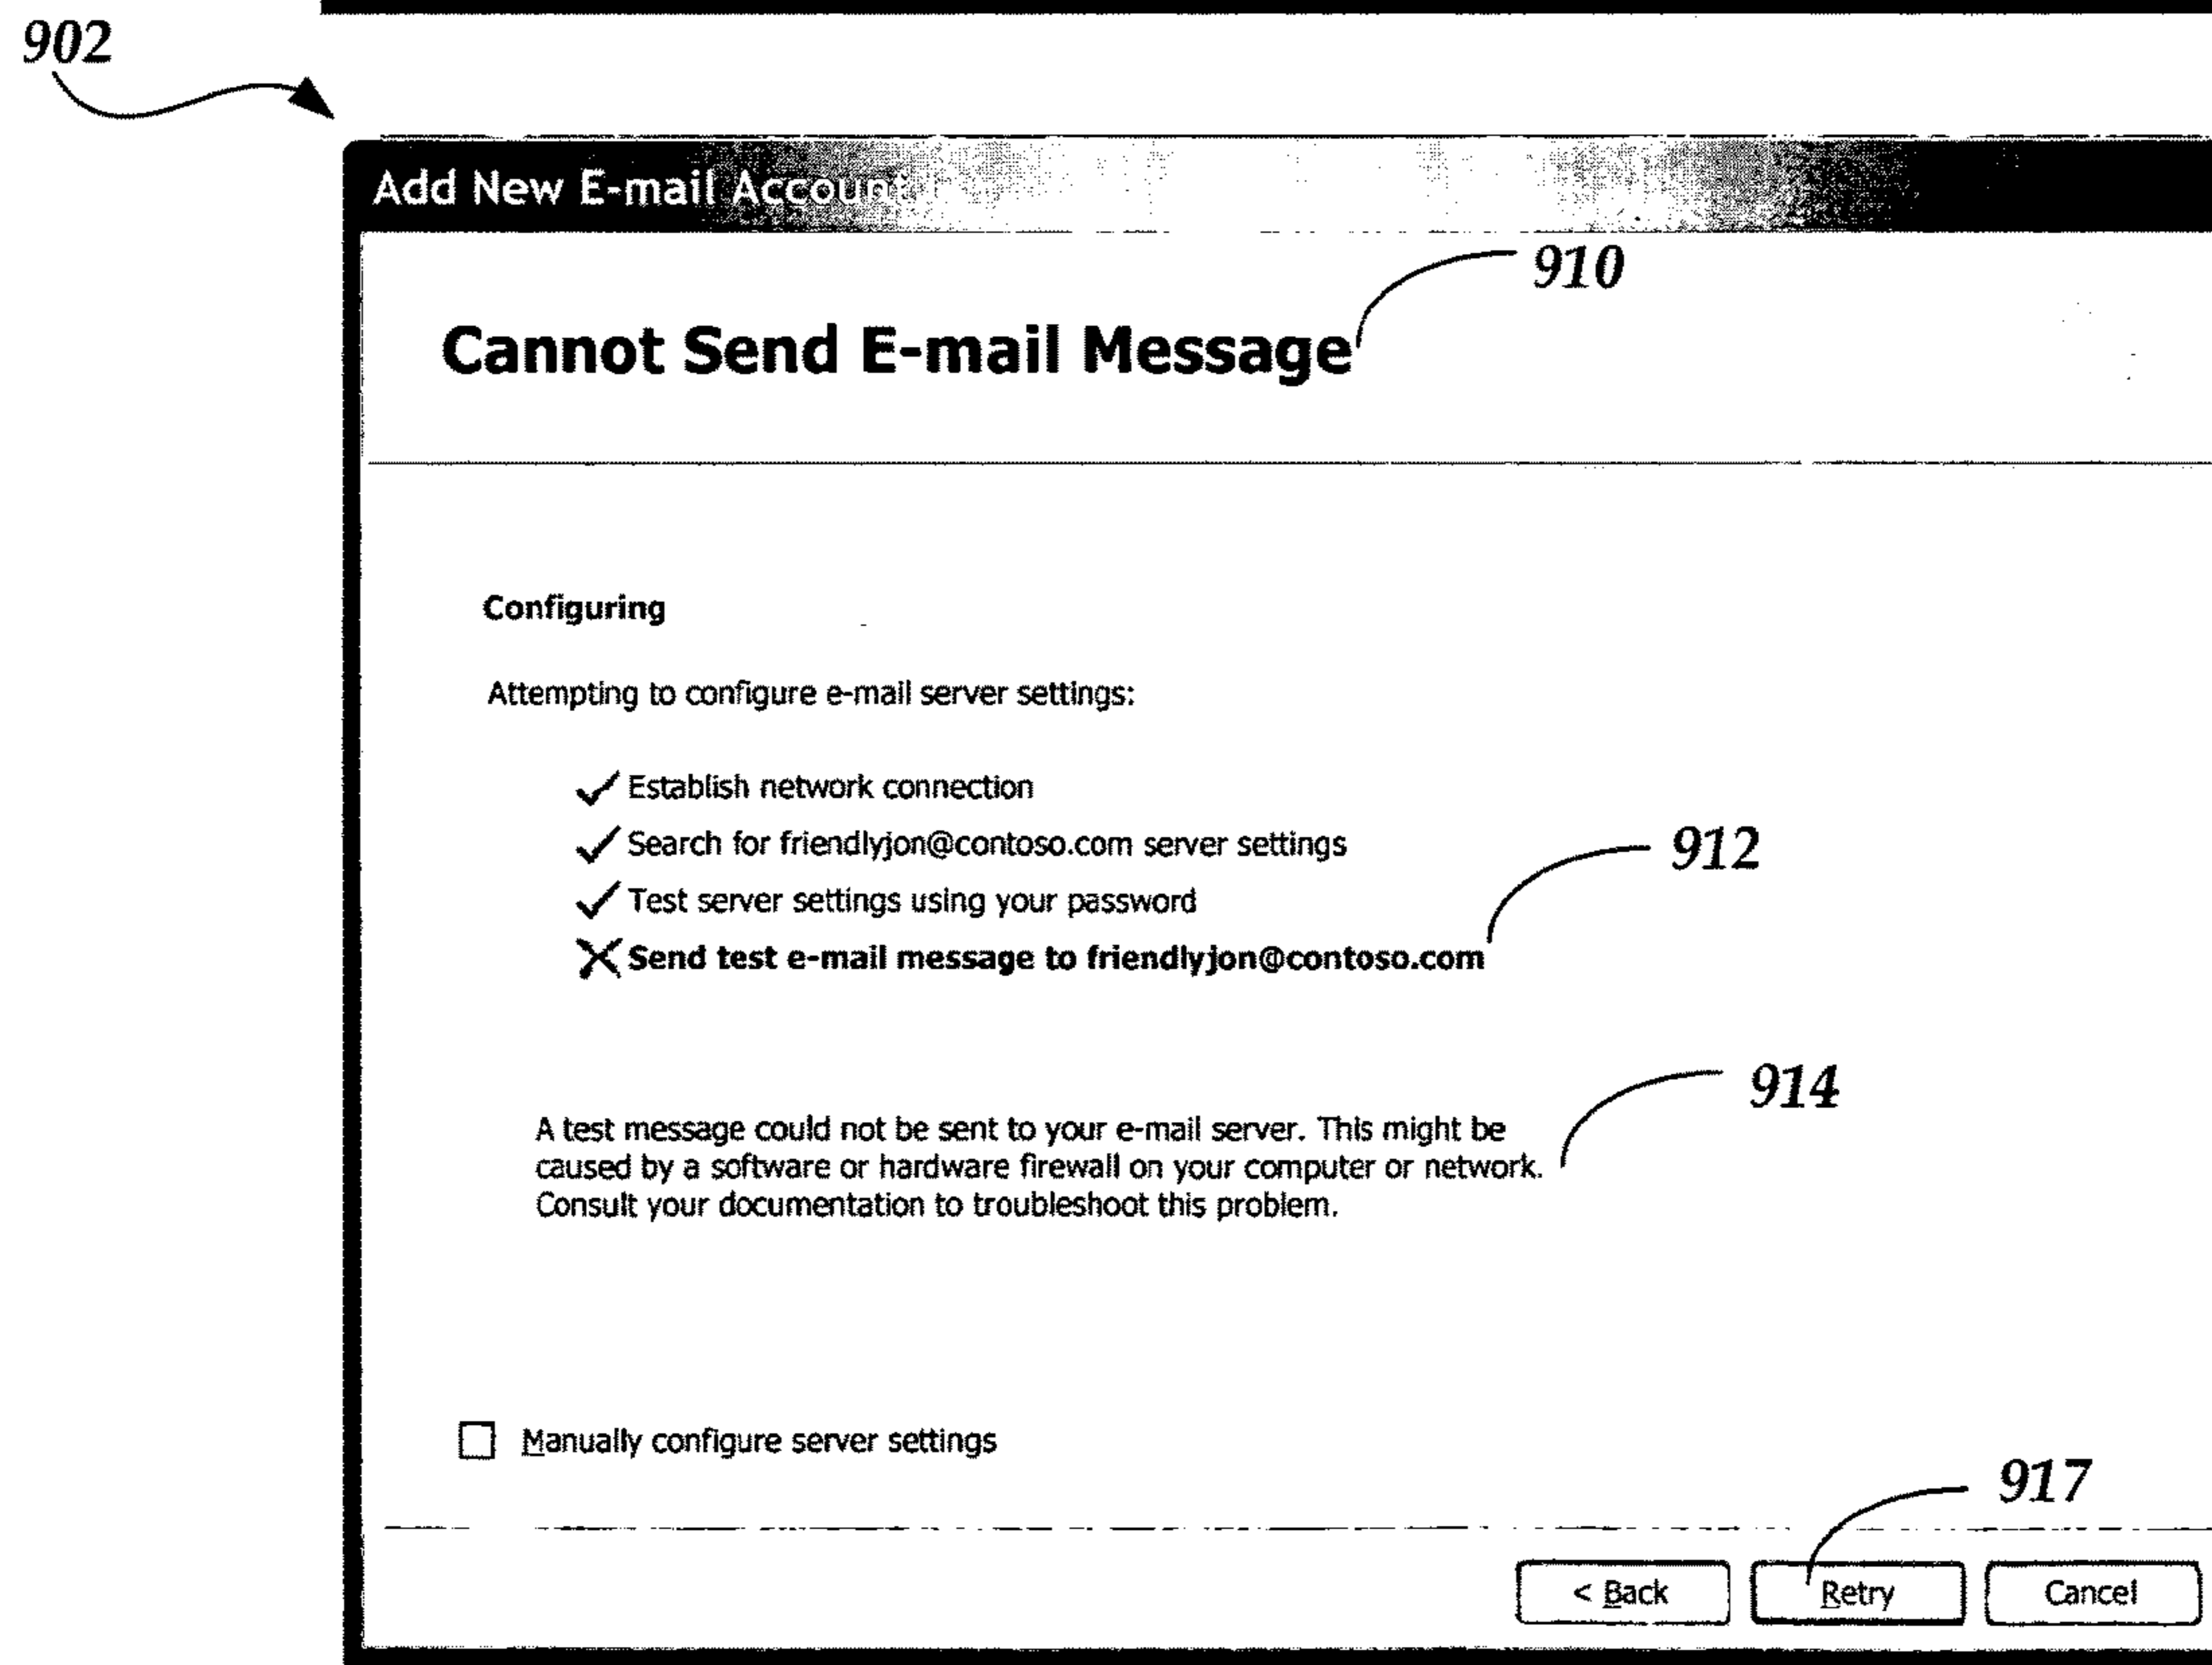 902
Add New E-mail Account
910
Cannot Send E-mail Message
Configuring
Attempting to configure e-mail server settings:
Establish network connection
Search for friendlyjon@contoso.com server settings
912
Test server settings using your password
Send test e-mail message to friendlyjon@contoso.com
914
A test message could not be sent to your e-mail server. This might be
caused by a software or hardware firewall on your computer or network.
Consult your documentation to troubleshoot this problem.
Manually configure server settings
917
< Back Retry Cancel